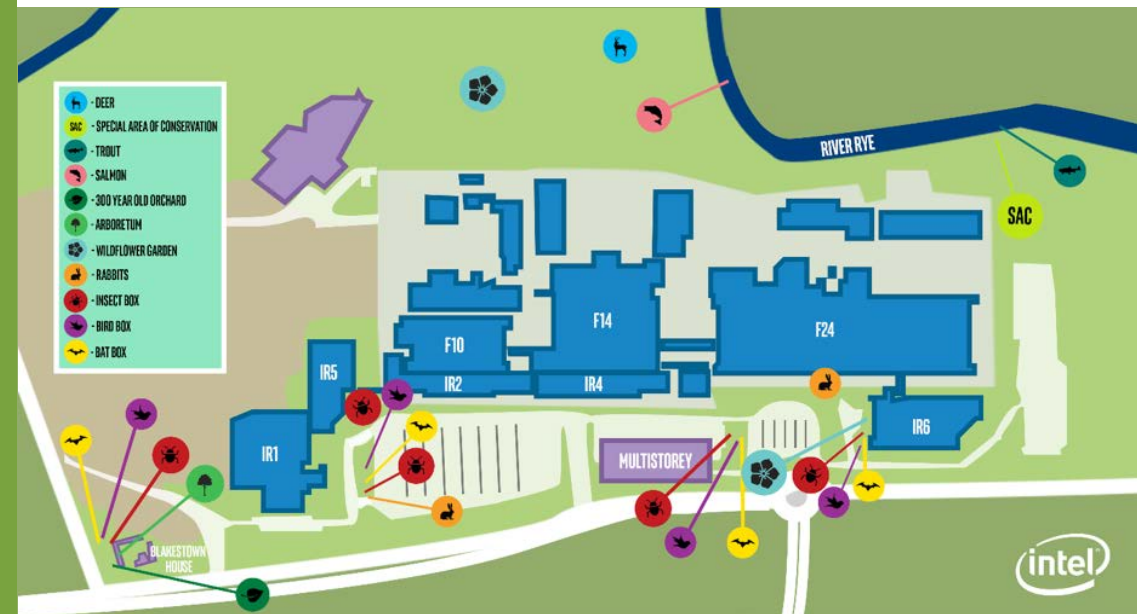 - DEER
SAC - SPECIAL AREA OF CONSERVATION
- TROUT
- SALMON
- 300 YEAR OLD ORCHARD
- ARBORETUM
- WILDFLOWER GARDEN
- RABBITS
- INSECT BOX
- BIRD BOX
- BAT BOX
RIVER RYE
SAC
F14
F24
F10
IR5
IR2
IR4
IR6
IR1
MULTISTOREY
BLAKESTOWN
HOUSE
intel